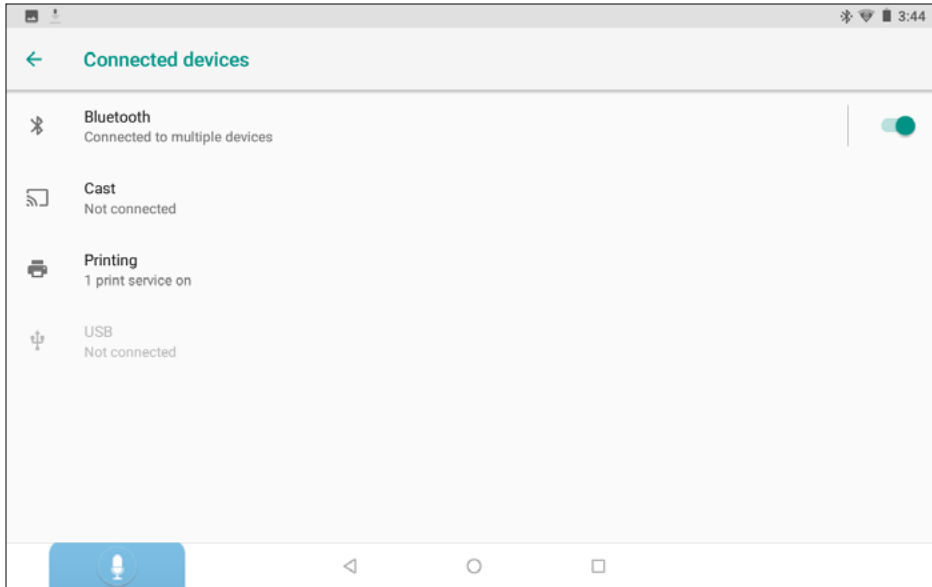 3:44
Connected devices
Bluetooth
Connected to multiple devices
Cast
Not connected
Printing
1 print service on
USB
Not connected